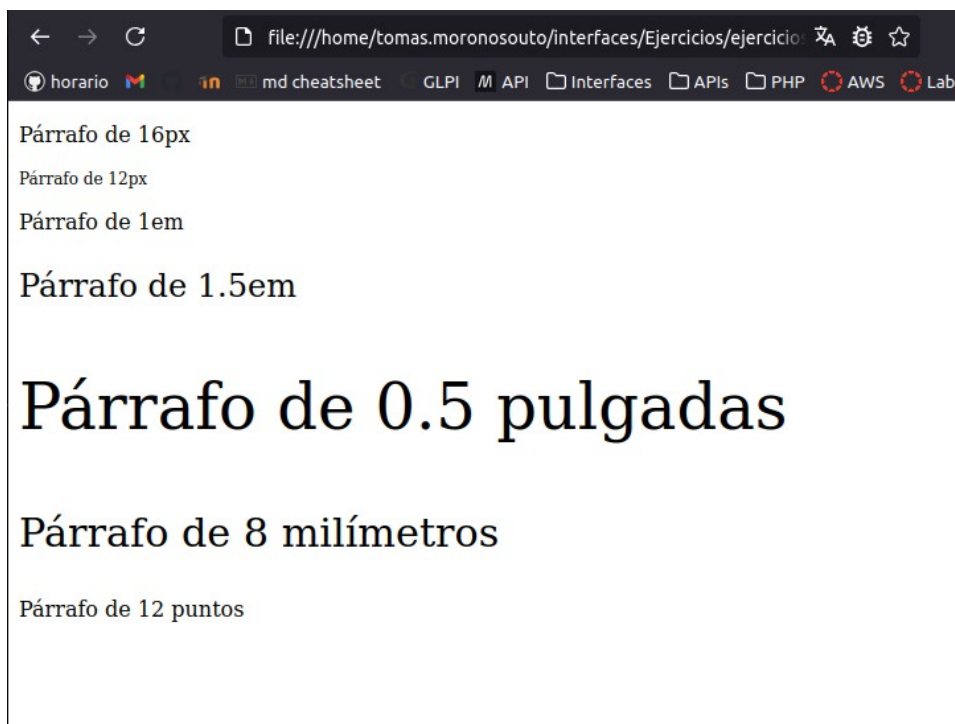 file:///home/tomas.moronosouto/interfaces/Ejercicios/ejercicio
horario md cheatsheet GLPI API Interfaces APIs PHP AWS Lab
Párrafo de 16px
Párrafo de 12px
Párrafo de 1em
Párrafo de 1.5em
Párrafo de 0.5 pulgadas
Párrafo de 8 milímetros
Párrafo de 12 puntos